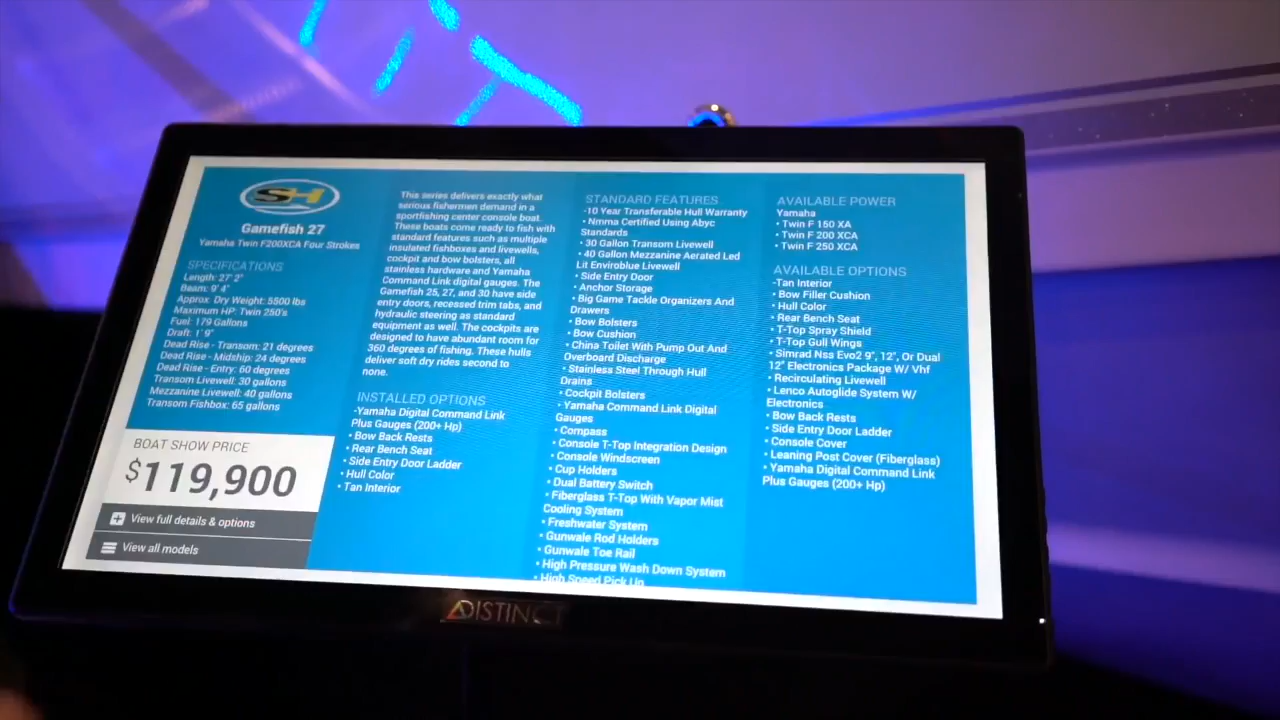 SH
Gamefish 27
Yamaha Twin F200XCA Four Strokes
SPECIFICATIONS
Length: 27' 2"
Beam: 9' 4"
Approx. Dry Weight: 5500 lbs
Maximum HP: Twin 250's
Fuel: 179 Gallons
Draft: 1' 9"
Dead Rise - Transom: 21 degrees
Dead Rise - Midship: 24 degrees
Dead Rise - Entry: 60 degrees
Transom Livewell: 30 gallons
Mezzanine Livewell: 40 gallons
Transom Fishbox: 65 gallons
BOAT SHOW PRICE
$119,900
View full details & options
View all models
This series delivers exactly what
serious fishermen demand in a
sportfishing center console boat.
These boats come ready to fish with
standard features such as multiple
insulated fishboxes and livewells,
cockpit and bow bolsters, all
stainless hardware and Yamaha
Command Link digital gauges. The
Gamefish 25, 27, and 30 have side
entry doors, recessed trim tabs, and
hydraulic steering as standard
equipment as well. The cockpits are
designed to have abundant room for
360 degrees of fishing. These hulls
deliver soft dry rides second to
none.
INSTALLED OPTIONS
-Yamaha Digital Command Link
Plus Gauges (200+ Hp)
• Bow Back Rests
• Rear Bench Seat
• Side Entry Door Ladder
• Hull Color
• Tan Interior
STANDARD FEATURES
-10 Year Transferable Hull Warranty
• Nmma Certified Using Abyc
Standards
• 30 Gallon Transom Livewell
• 40 Gallon Mezzanine Aerated Led
Lit Enviroblue Livewell
• Side Entry Door
• Anchor Storage
• Big Game Tackle Organizers And
Drawers
• Bow Bolsters
• Bow Cushion
• China Toilet With Pump Out And
Overboard Discharge
• Stainless Steel Through Hull
Drains
• Cockpit Bolsters
• Yamaha Command Link Digital
Gauges
• Compass
• Console T-Top Integration Design
• Console Windscreen
• Cup Holders
• Dual Battery Switch
• Fiberglass T-Top With Vapor Mist
Cooling System
• Freshwater System
• Gunwale Rod Holders
• Gunwale Toe Rail
• High Pressure Wash Down System
• High Speed Pick Up
AVAILABLE POWER
Yamaha
• Twin F 150 XA
• Twin F 200 XCA
• Twin F 250 XCA
AVAILABLE OPTIONS
-Tan Interior
• Bow Filler Cushion
• Hull Color
• Rear Bench Seat
• T-Top Spray Shield
• T-Top Gull Wings
• Simrad Nss Evo2 9", 12", Or Dual
12" Electronics Package W/ Vhf
• Recirculating Livewell
• Lenco Autoglide System W/
Electronics
• Bow Back Rests
• Side Entry Door Ladder
• Console Cover
• Leaning Post Cover (Fiberglass)
• Yamaha Digital Command Link
Plus Gauges (200+ Hp)
DISTINCT